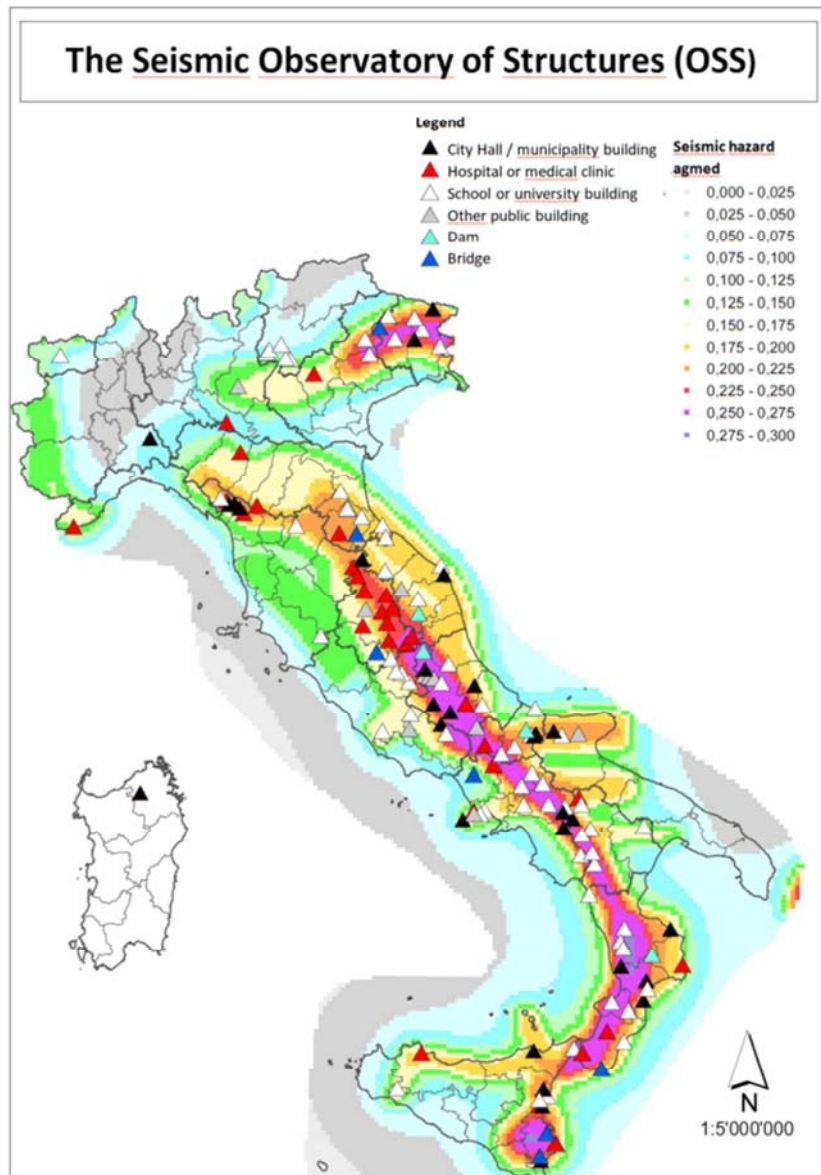 The Seismic Observatory of Structures (OSS)
Legend
City Hall / municipality building
Hospital or medical clinic
School or university building
Other public building
Dam
Bridge
Seismic hazard
agmed
0,000 - 0,025
0,025 - 0,050
0,050 - 0,075
0,075 - 0,100
0,100 - 0,125
0,125 - 0,150
0,150 - 0,175
0,175 - 0,200
0,200 - 0,225
0,225 - 0,250
0,250 - 0,275
0,275 - 0,300
N
1:5'000'000